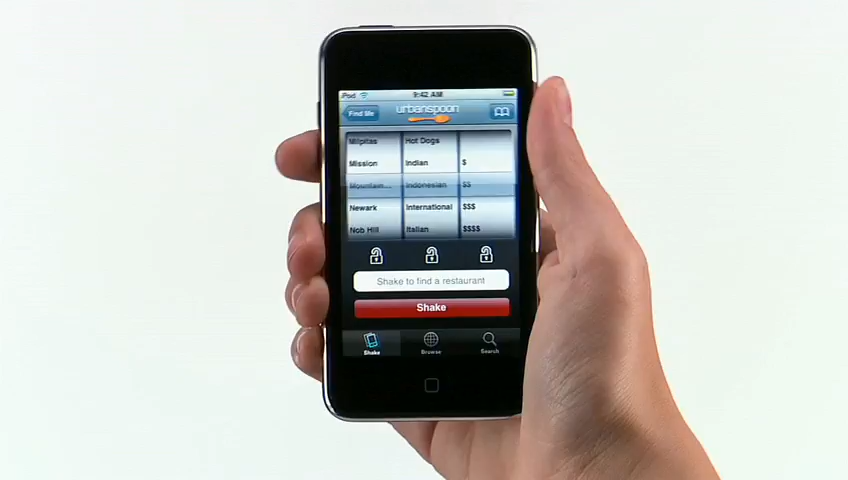 iPod 9:42 AM
Find Me urbanspoon
Milpitas Hot Dogs
Mission Indian $
Mountain... Indonesian $$
Newark International $$$
Nob Hill Italian $$$$
Shake to find a restaurant
Shake
Shake Browse Search